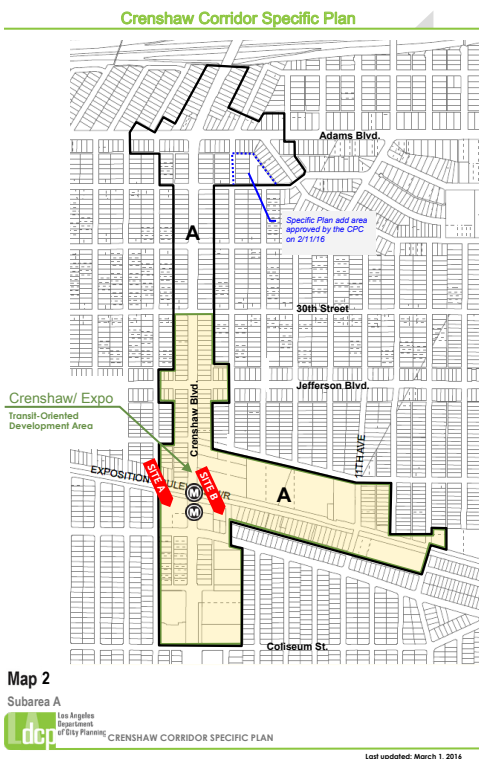 Crenshaw Corridor Specific Plan
Adams Blvd.
Specific Plan add area
approved by the CPC
on 2/11/16
A
30th Street
Jefferson Blvd.
Crenshaw Blvd.
Crenshaw/ Expo
Transit-Oriented
Development Area
11TH AVE
EXPOSITION
SITE A
SITE B
M
M
A
Coliseum St.
Map 2
Subarea A
LA
dcp
Los Angeles
Department
of City Planning
CRENSHAW CORRIDOR SPECIFIC PLAN
Last updated: March 1, 2016